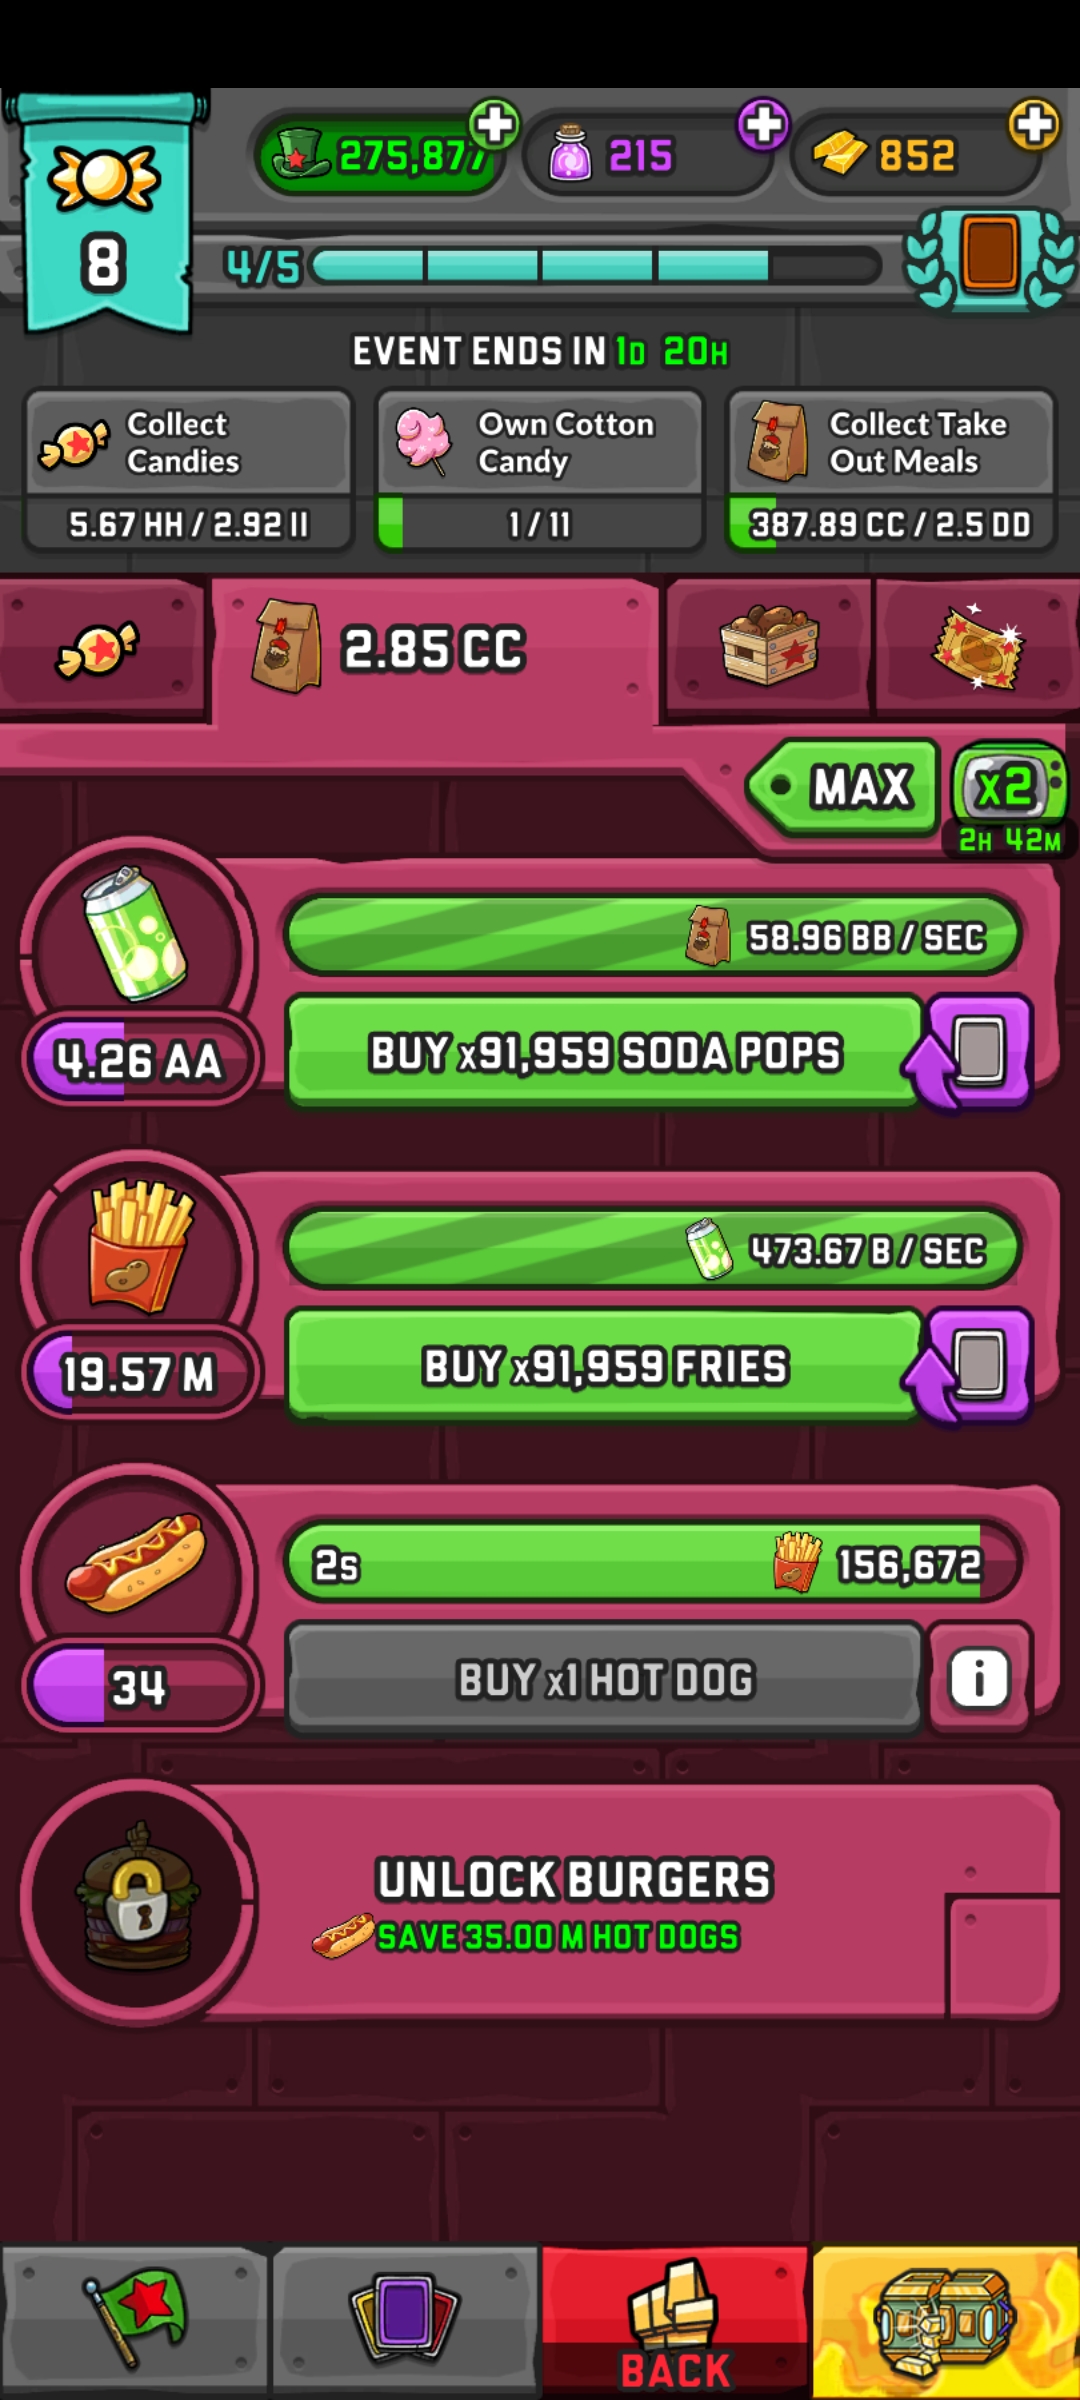 275,877
215
852
8
4/5
EVENT ENDS IN 1D 20H
Collect
Candies
5.67 HH / 2.92 II
Own Cotton
Candy
1 / 11
Collect Take
Out Meals
387.89 CC / 2.5 DD
2.85 CC
MAX
x2
2H 42M
58.96 BB / SEC
4.26 AA
BUY x91,959 SODA POPS
473.67 B / SEC
19.57 M
BUY x91,959 FRIES
2s
156,672
34
BUY x1 HOT DOG
i
UNLOCK BURGERS
SAVE 35.00 M HOT DOGS
BACK